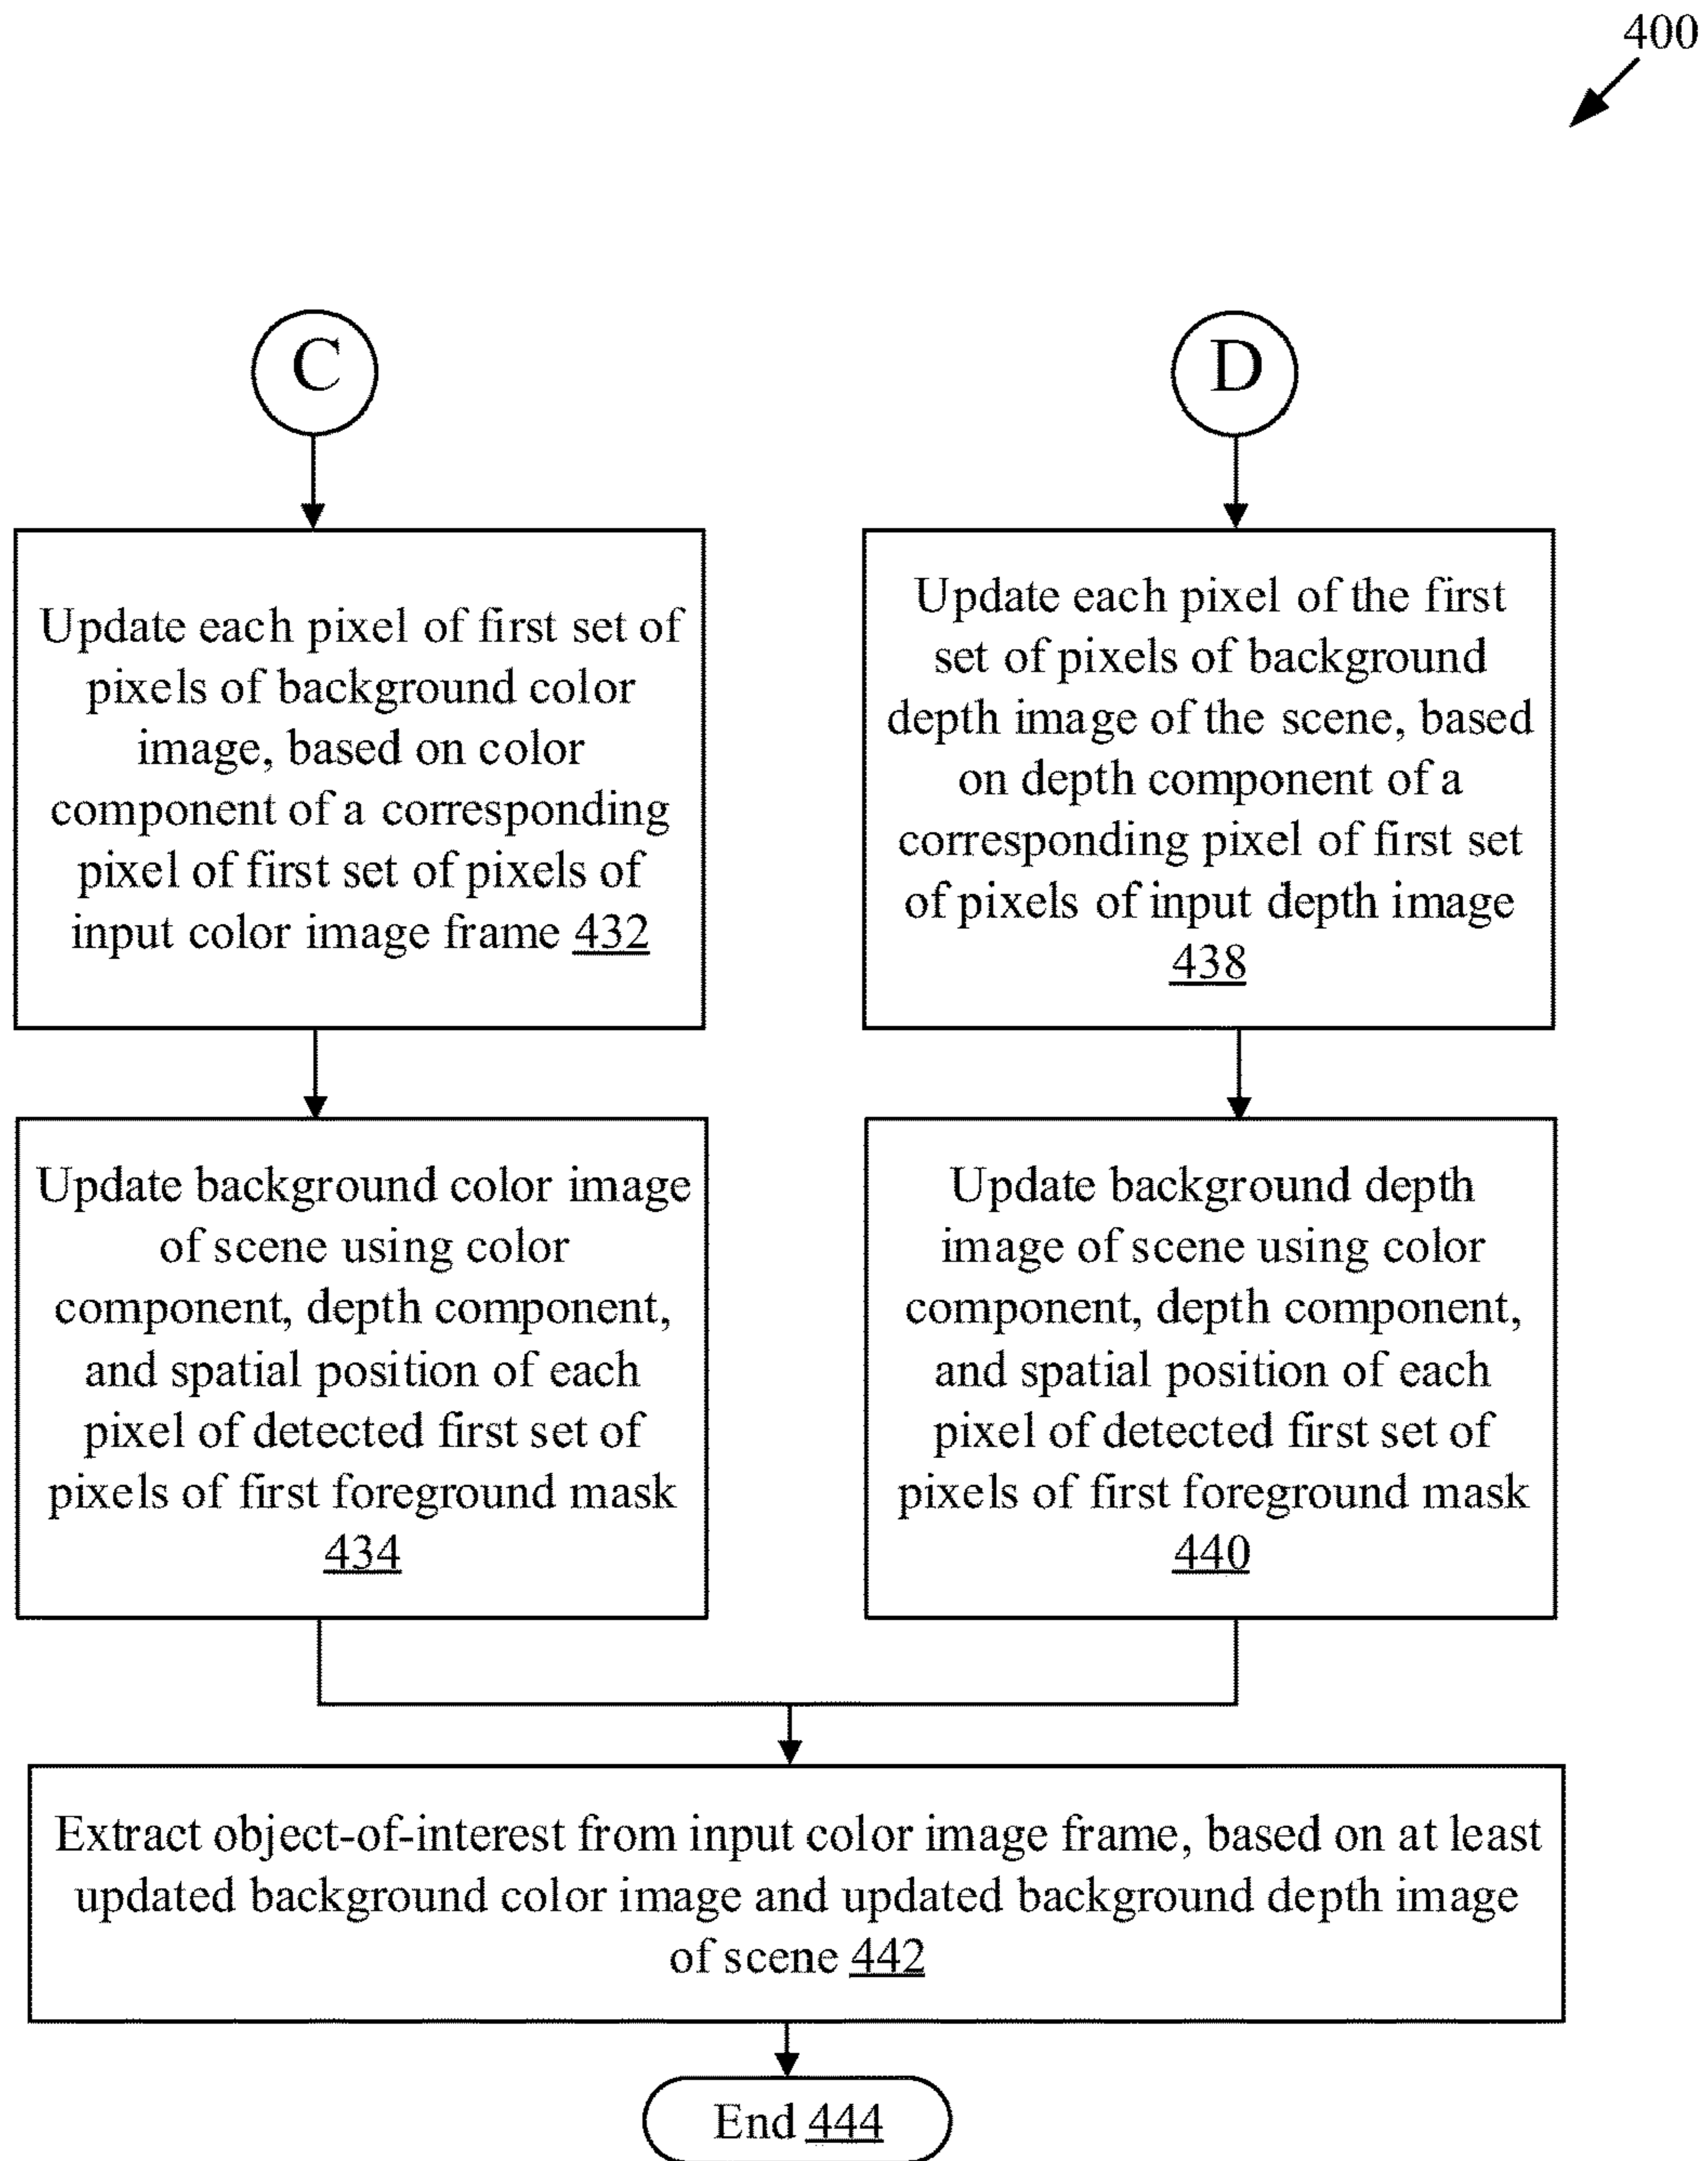 400
C
D
Update each pixel of first set of
pixels of background color
image, based on color
component of a corresponding
pixel of first set of pixels of
input color image frame 432
Update each pixel of the first
set of pixels of background
depth image of the scene, based
on depth component of a
corresponding pixel of first set
of pixels of input depth image
438
Update background color image
of scene using color
component, depth component,
and spatial position of each
pixel of detected first set of
pixels of first foreground mask
434
Update background depth
image of scene using color
component, depth component,
and spatial position of each
pixel of detected first set of
pixels of first foreground mask
440
Extract object-of-interest from input color image frame, based on at least
updated background color image and updated background depth image
of scene 442
End 444